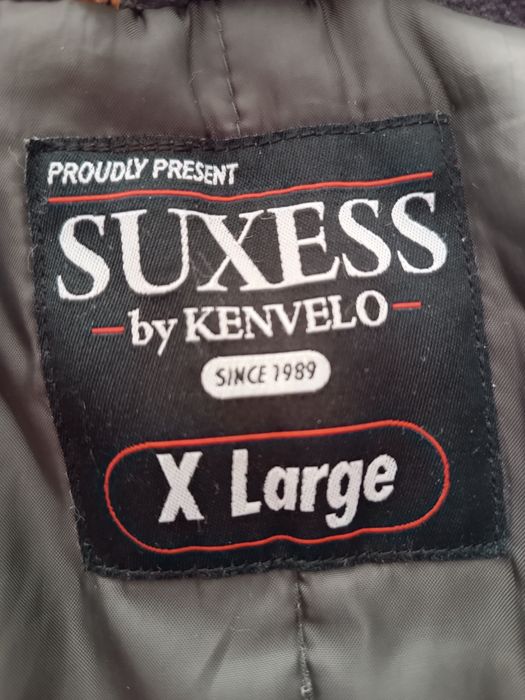 PROUDLY PRESENT
SUXESS
by KENVELO
SINCE 1989
X Large